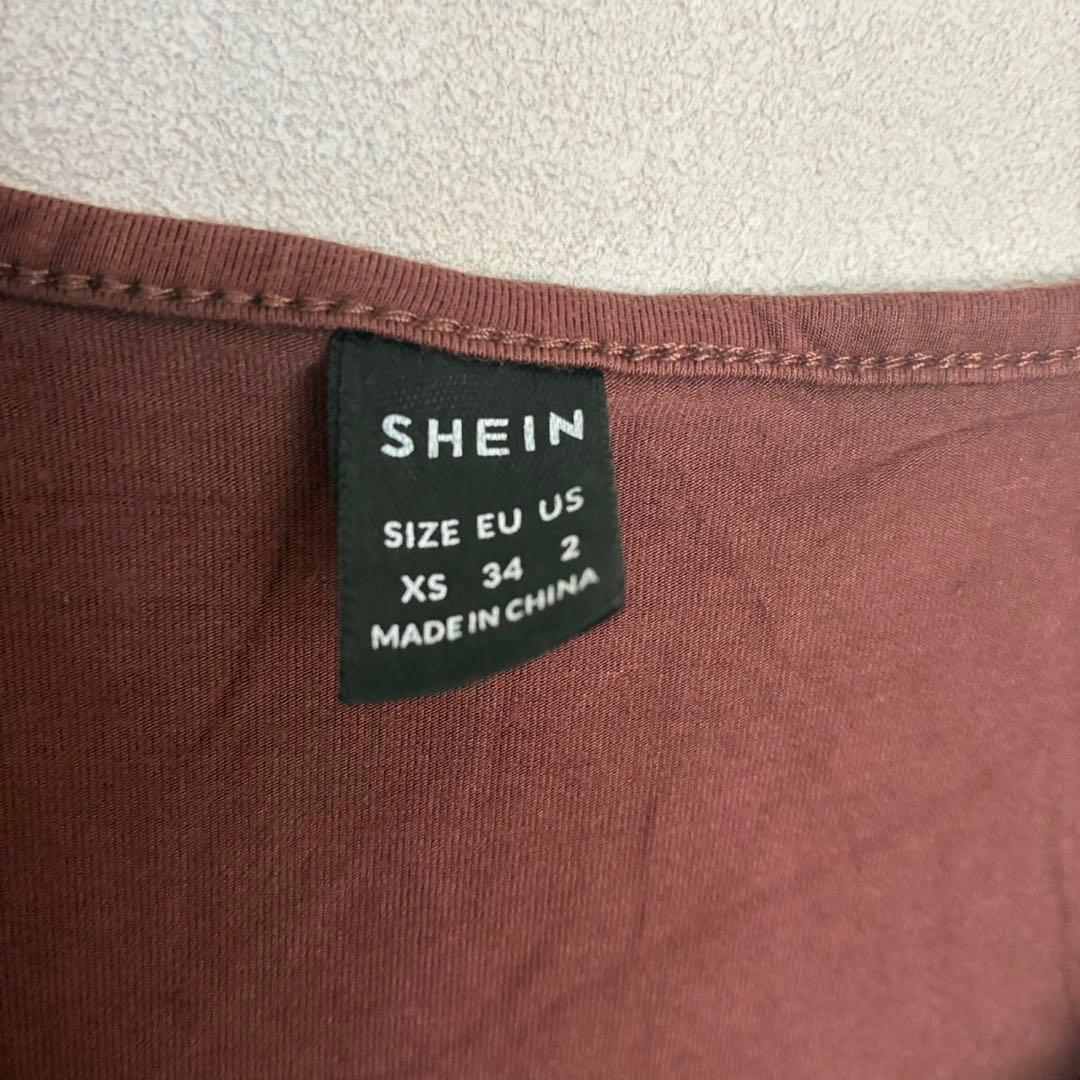 SHEIN
SIZE EU US
XS 34 2
MADE IN CHINA